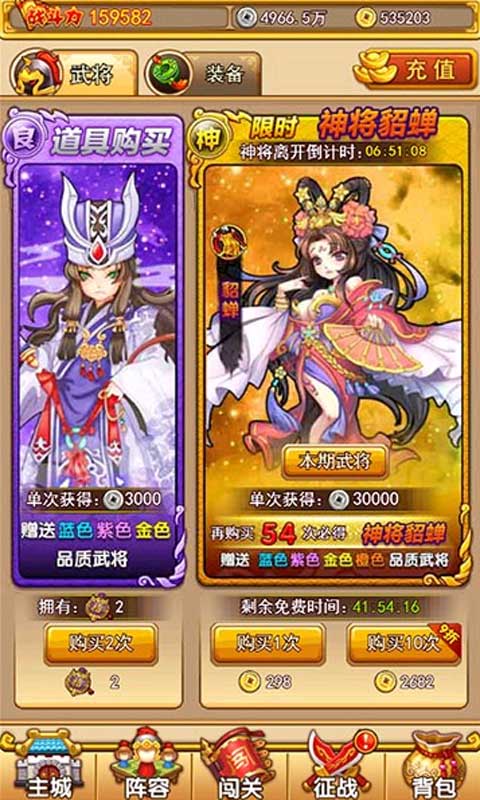 战斗力 159582 4966.5万 535203
武将 装备 充值
良 道具购买
神 限时 神将貂蝉
神将离开倒计时：06:51.08
貂蝉
本期武将
单次获得： 3000
赠送 蓝色 紫色 金色
品质武将
单次获得： 30000
再购买 54 次必得 神将貂蝉
赠送 蓝色 紫色 金色 橙色 品质武将
拥有： 2
购买2次
2
剩余免费时间：41:54.16
购买1次 购买10次 9折
298 2682
主城 阵容 闯关 征战 背包